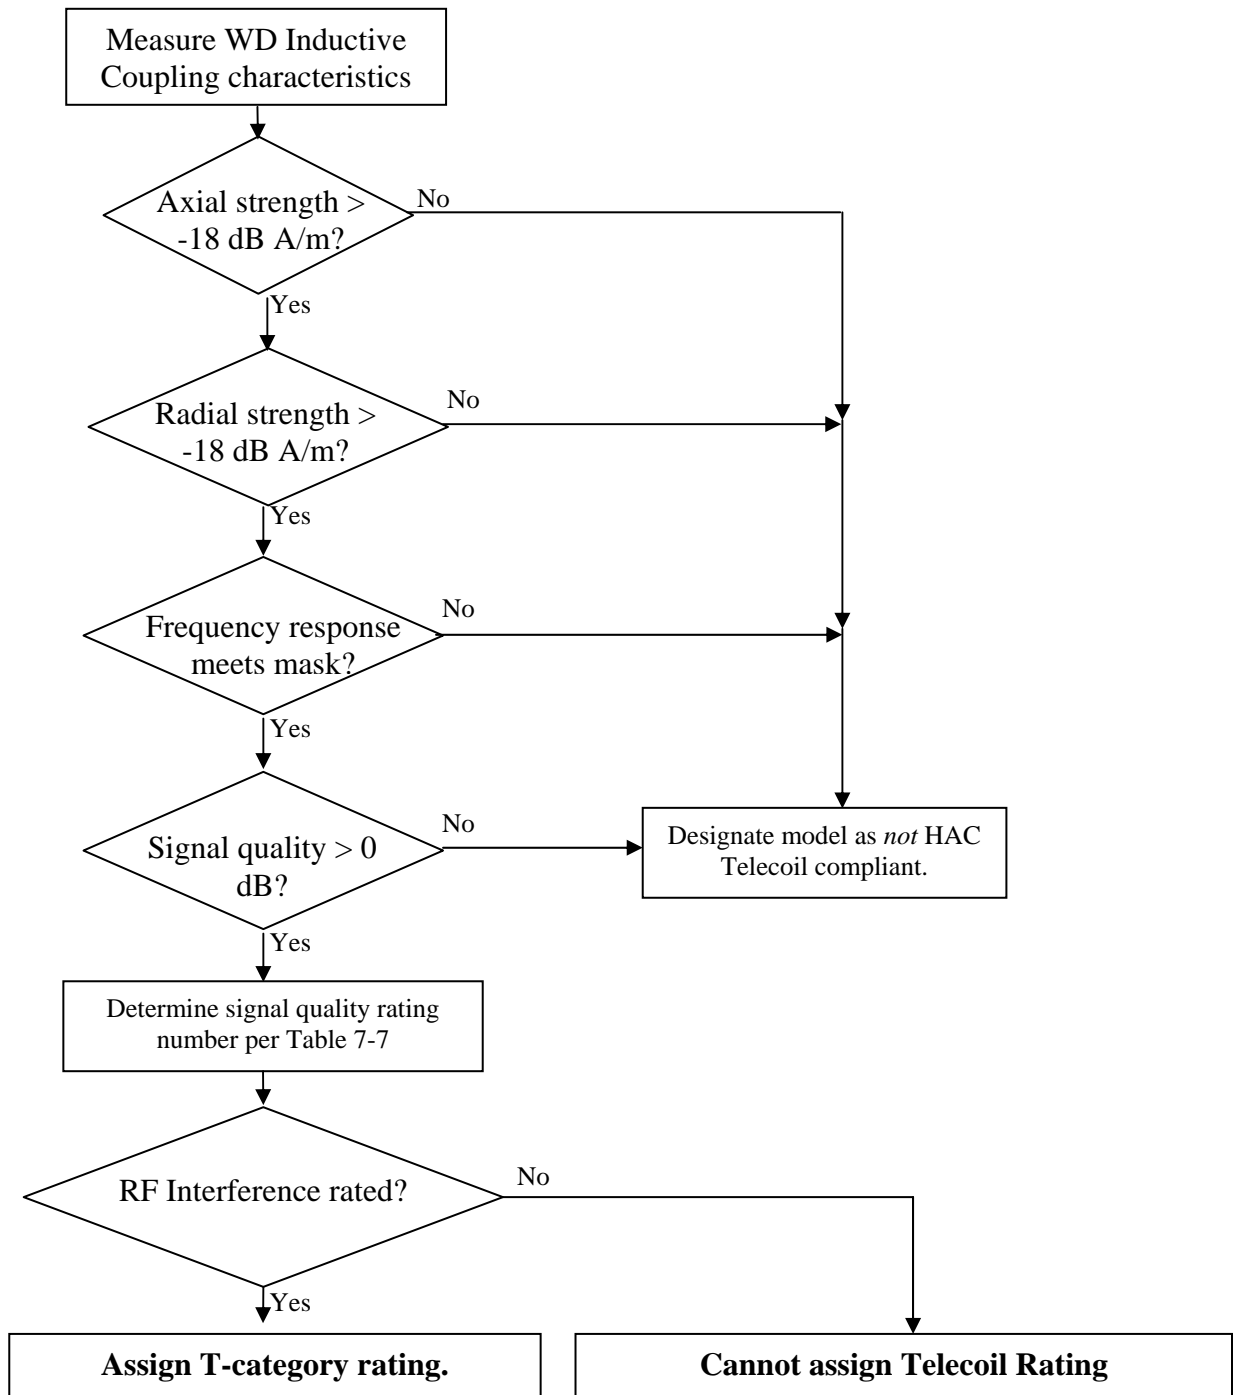 Measure WD Inductive
Coupling characteristics
Axial strength >
-18 dB A/m?
No
Yes
Radial strength >
-18 dB A/m?
No
Yes
Frequency response
meets mask?
No
Yes
Signal quality > 0
dB?
No
Designate model as not HAC
Telecoil compliant.
Yes
Determine signal quality rating
number per Table 7-7
RF Interference rated?
No
Yes
Assign T-category rating.
Cannot assign Telecoil Rating